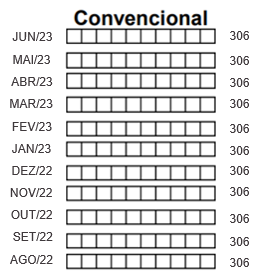 Convencional
JUN/23 306
MAI/23 306
ABR/23 306
MAR/23 306
FEV/23 306
JAN/23 306
DEZ/22 306
NOV/22 306
OUT/22 306
SET/22 306
AGO/22 306